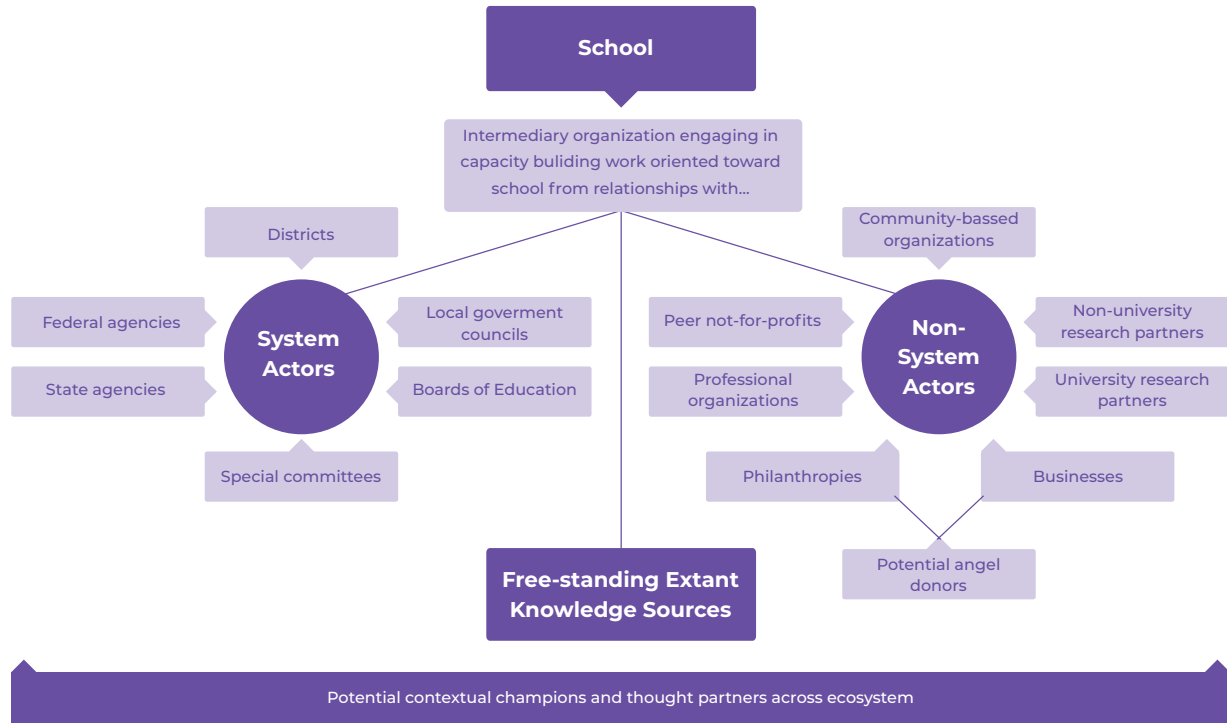 School
Intermediary organization engaging in
capacity buliding work oriented toward
school from relationships with...
Districts
Federal agencies
State agencies
System
Actors
Local goverment
councils
Boards of Education
Special committees
Community-bassed
organizations
Peer not-for-profits
Professional
organizations
Non-
System
Actors
Non-university
research partners
University research
partners
Philanthropies
Businesses
Potential angel
donors
Free-standing Extant
Knowledge Sources
Potential contextual champions and thought partners across ecosystem